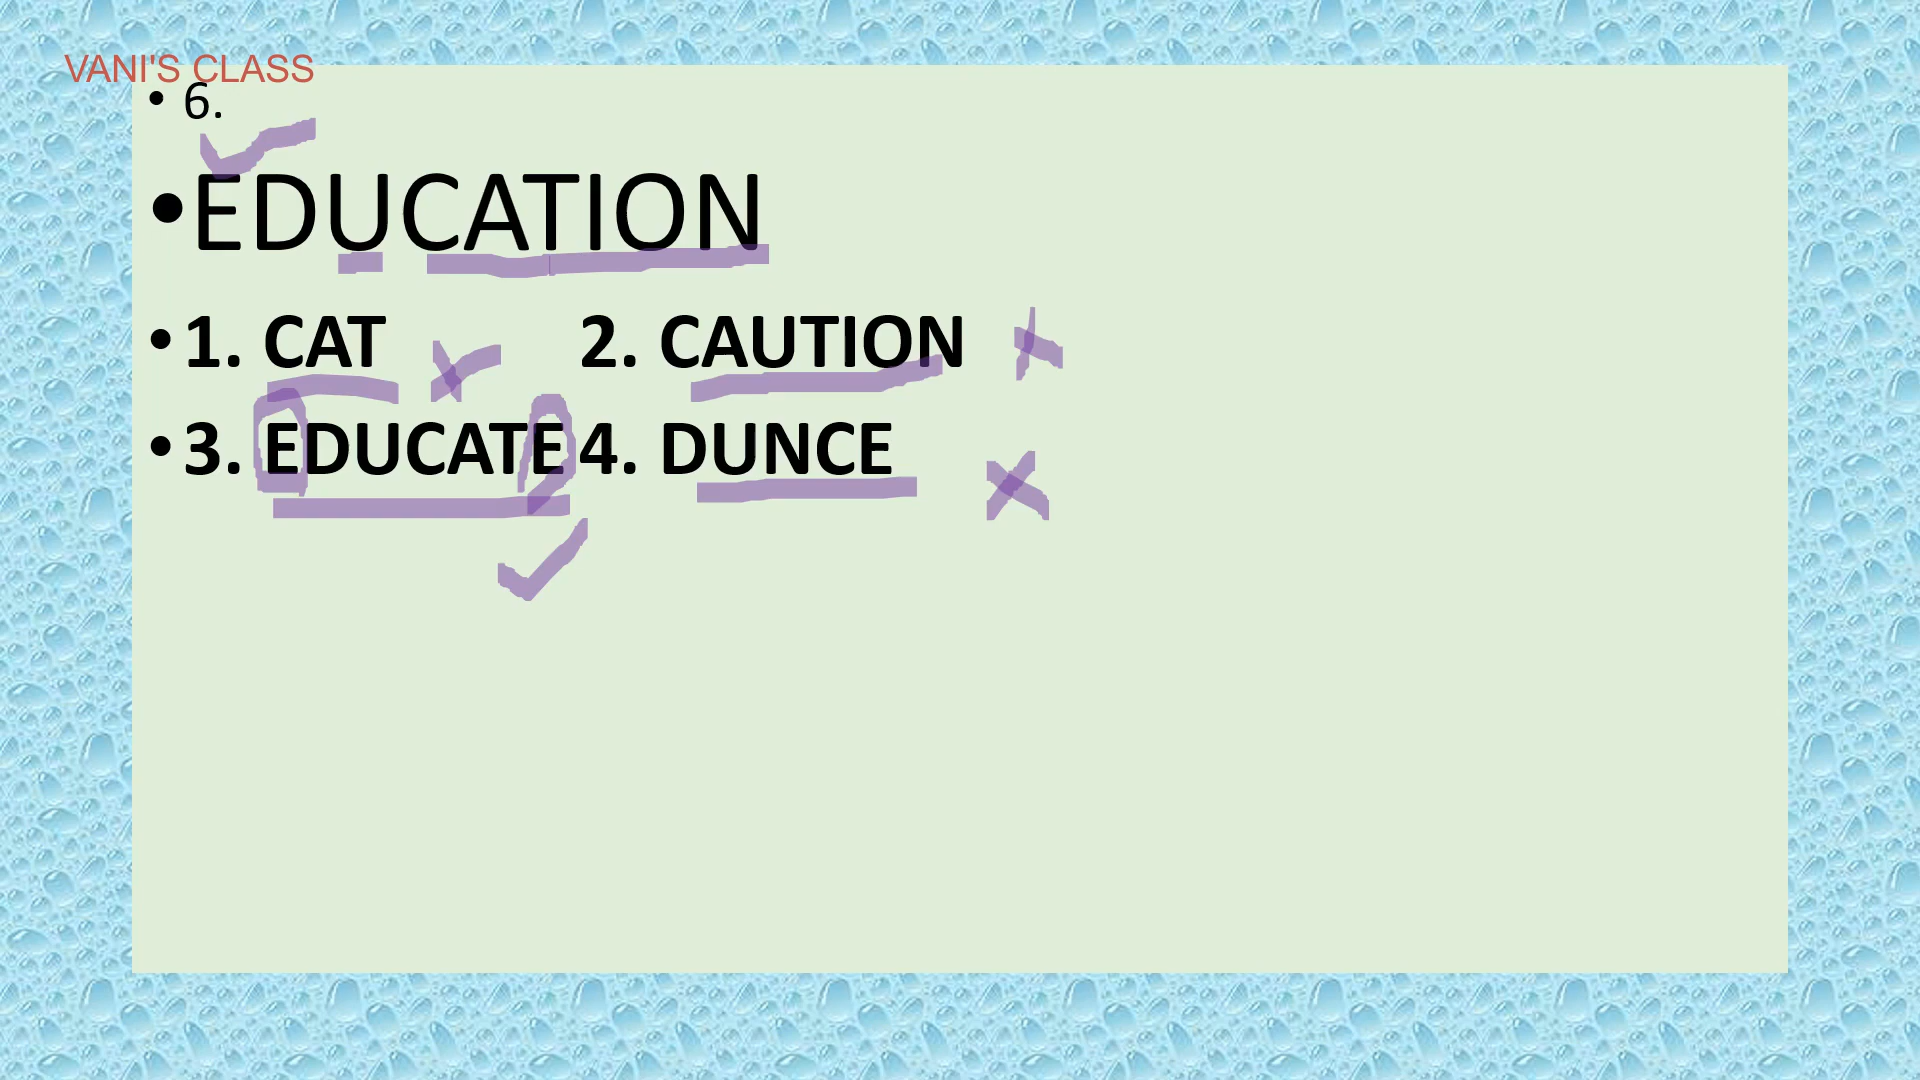 VANI'S CLASS
• 6.
•EDUCATION
• 1. CAT 2. CAUTION
• 3. EDUCATE 4. DUNCE